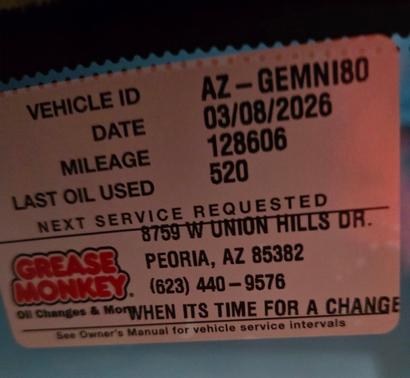 VEHICLE ID AZ-GEMNI80
DATE 03/08/2026
MILEAGE 128606
LAST OIL USED 520
NEXT SERVICE REQUESTED
8759 W UNION HILLS DR.
GREASE MONKEY®
PEORIA, AZ 85382
(623) 440-9576
Oil Changes & More
WHEN ITS TIME FOR A CHANGE
See Owner's Manual for vehicle service intervals